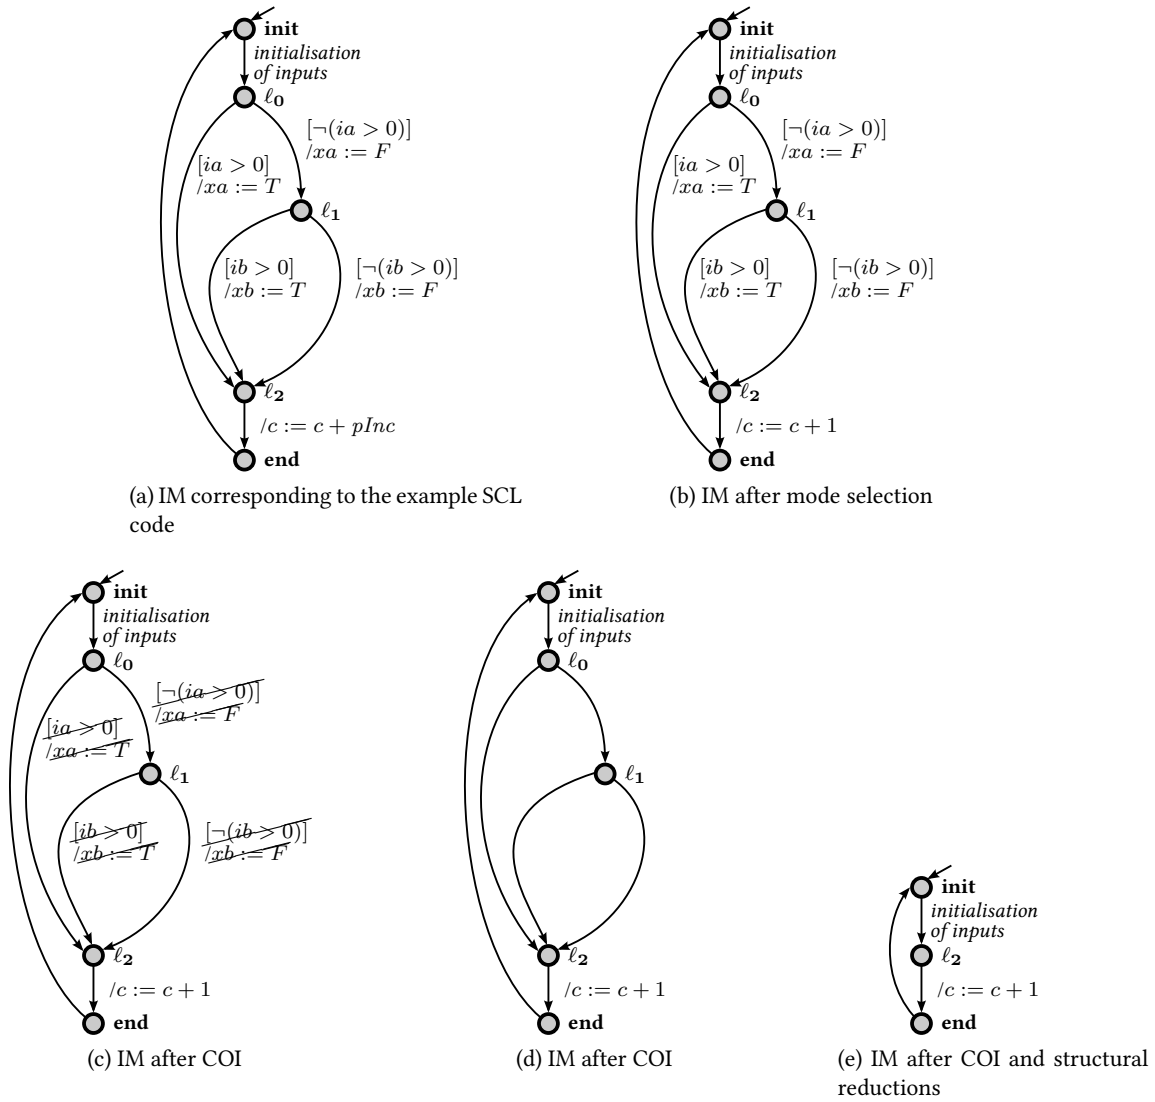 init
initialisation
of inputs
ℓ₀
[¬(ia > 0)]
/xa := F
[ia > 0]
/xa := T
ℓ₁
[ib > 0]
/xb := T
[¬(ib > 0)]
/xb := F
ℓ₂
/c := c + pInc
end
(a) IM corresponding to the example SCL
code
init
initialisation
of inputs
ℓ₀
[¬(ia > 0)]
/xa := F
[ia > 0]
/xa := T
ℓ₁
[ib > 0]
/xb := T
[¬(ib > 0)]
/xb := F
ℓ₂
/c := c + 1
end
(b) IM after mode selection
init
initialisation
of inputs
ℓ₀
[¬(ia > 0)]
/xa := F
[ia > 0]
/xa := T
ℓ₁
[ib > 0]
/xb := T
[¬(ib > 0)]
/xb := F
ℓ₂
/c := c + 1
end
(c) IM after COI
init
initialisation
of inputs
ℓ₀
ℓ₁
ℓ₂
/c := c + 1
end
(d) IM after COI
init
initialisation
of inputs
ℓ₂
/c := c + 1
end
(e) IM after COI and structural
reductions